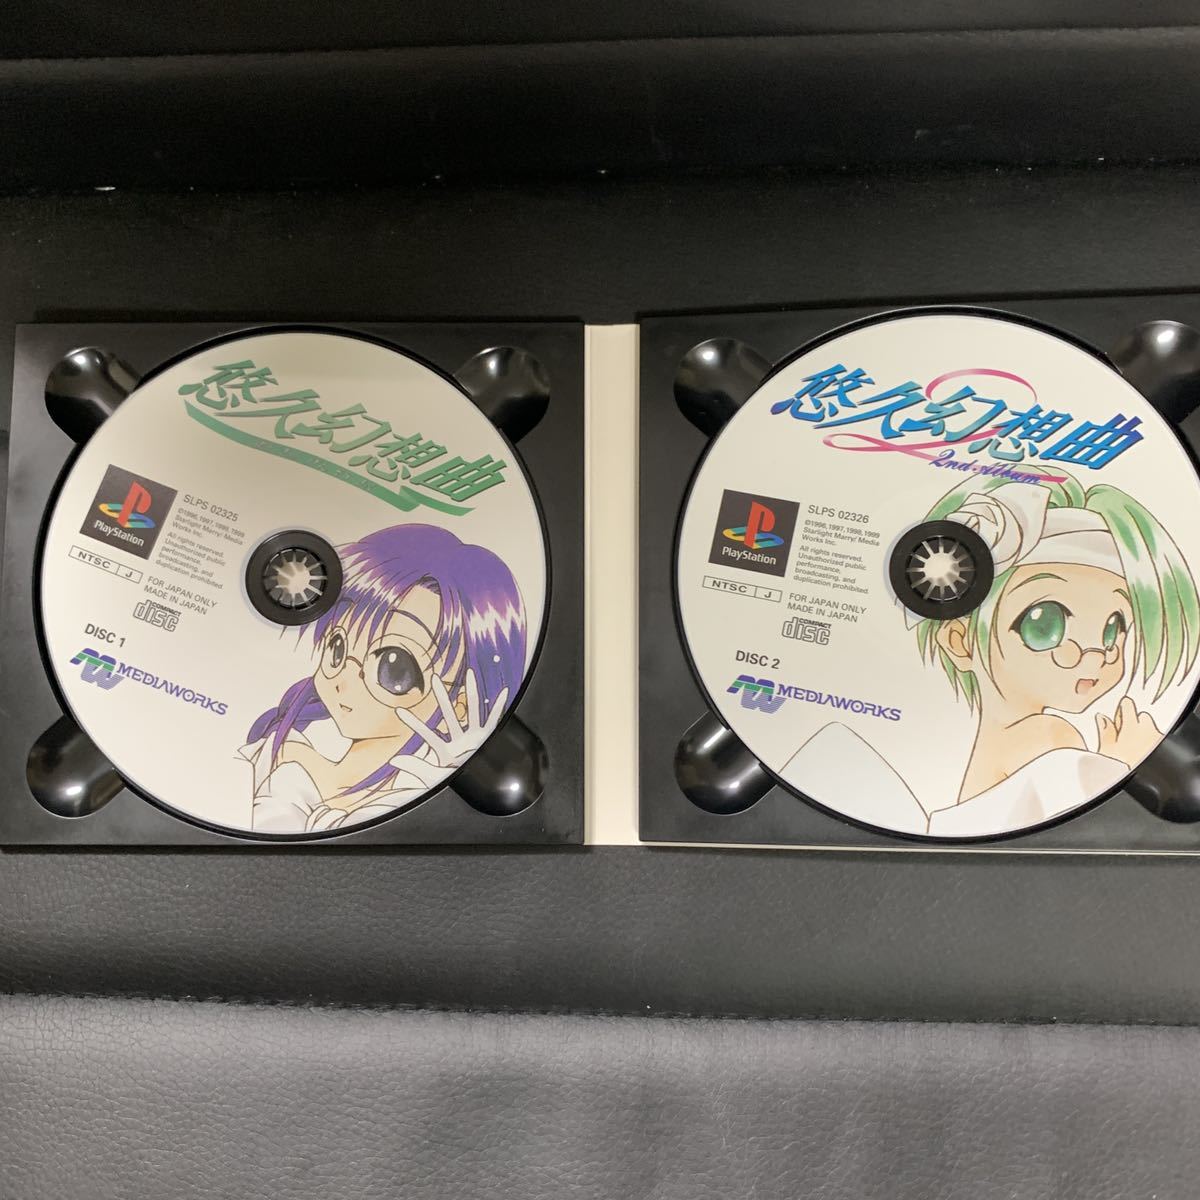 悠久幻想曲
PlayStation
SLPS 02325
©1996,1997,1998,1999
Starlight Marry/ Media
Works Inc.
All rights reserved.
Unauthorized public
performance,
broadcasting, and
duplication prohibited.
NTSC J
FOR JAPAN ONLY
MADE IN JAPAN
COMPACT
disc
DISC 1
MEDIAWORKS
悠久幻想曲
2nd Album
PlayStation
SLPS 02326
©1996,1997,1998,1999
Starlight Marry/ Media
Works Inc.
All rights reserved.
Unauthorized public
performance,
broadcasting, and
duplication prohibited.
NTSC J
FOR JAPAN ONLY
MADE IN JAPAN
COMPACT
disc
DISC 2
MEDIAWORKS